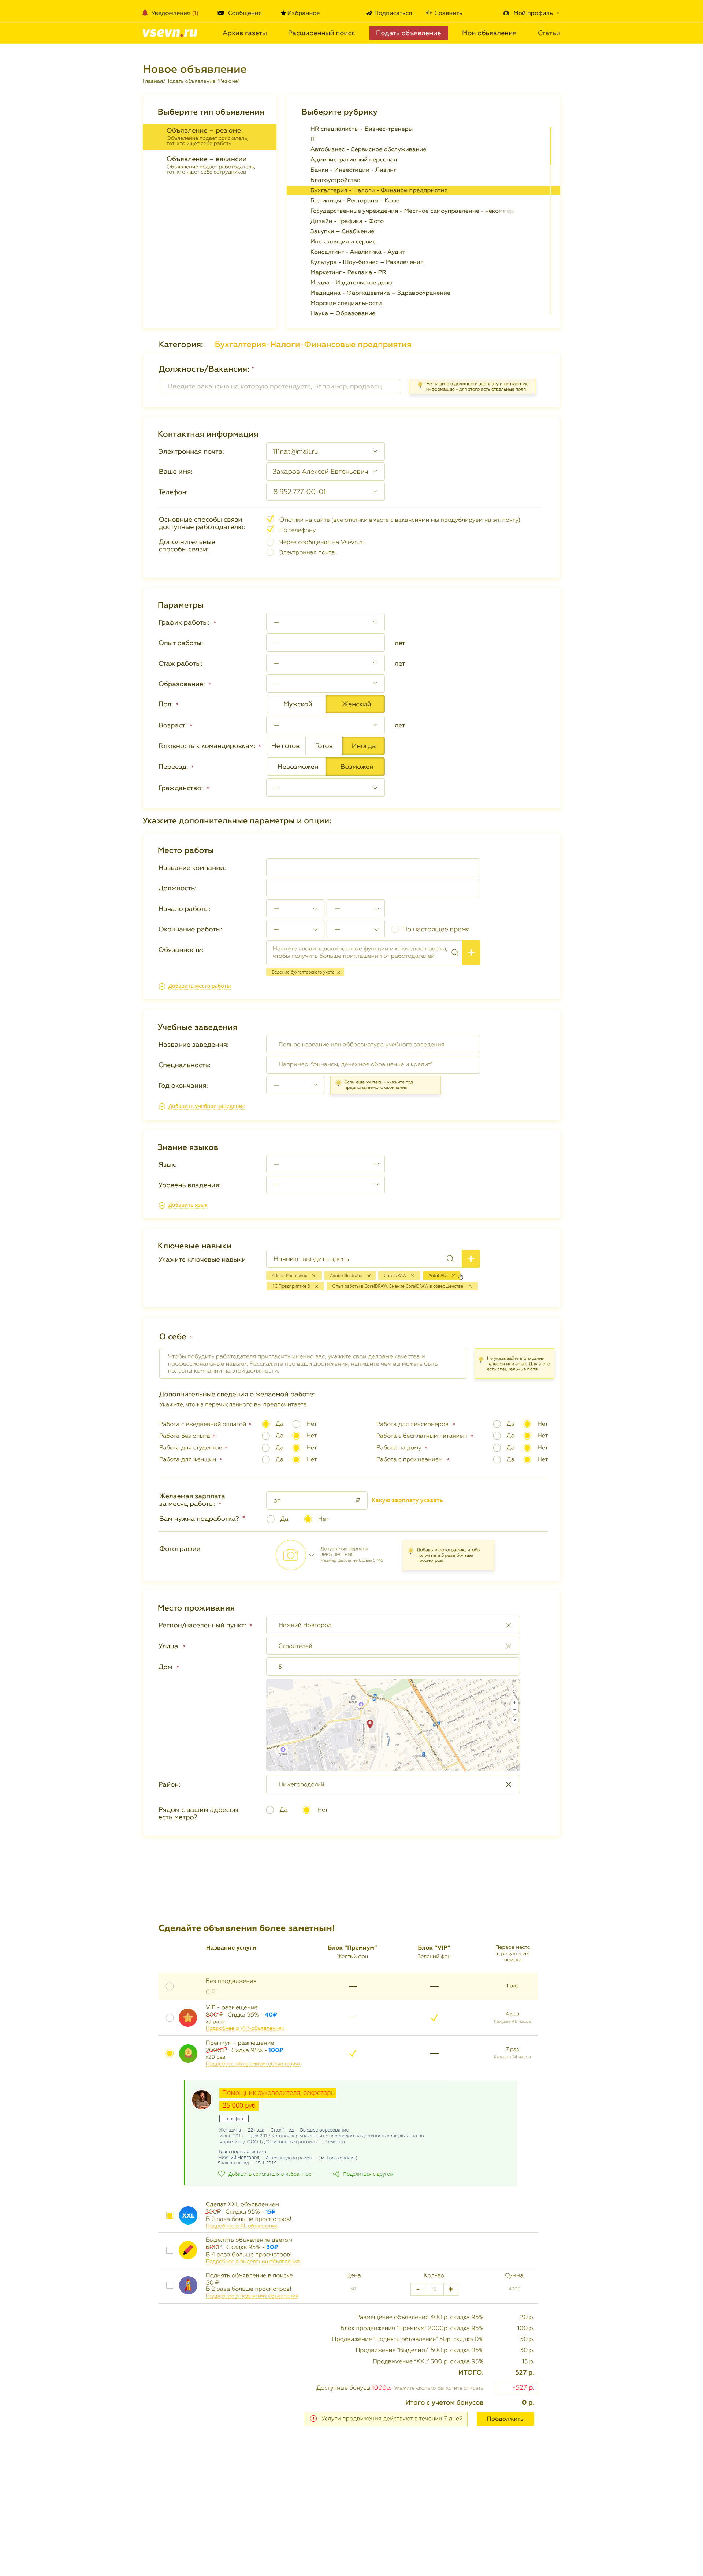 Уведомления (1) Сообщения Избранное Подписаться Сравнить Мой профиль
vsevn.ru Архив газеты Расширенный поиск Подать объявление Мои объявления Статьи
Новое объявление
Главная/Подать объявление "Резюме"
Выберите тип объявления
Объявление – резюме
Объявление подает соискатель,
тот, кто ищет себе работу
Объявление – вакансии
Объявление подает работодатель,
тот, кто ищет себе сотрудников
Выберите рубрику
HR специалисты - Бизнес-тренеры
IT
Автобизнес - Сервисное обслуживание
Административный персонал
Банки - Инвестиции - Лизинг
Благоустройство
Бухгалтерия - Налоги - Финансы предприятия
Гостиницы - Рестораны - Кафе
Государственные учреждения - Местное самоуправление - некоммер
Дизайн - Графика - Фото
Закупки – Снабжение
Инсталляция и сервис
Консалтинг - Аналитика - Аудит
Культура - Шоу-бизнес – Развлечения
Маркетинг - Реклама - PR
Медиа - Издательское дело
Медицина - Фармацевтика – Здравоохранение
Морские специальности
Наука – Образование
Категория: Бухгалтерия-Налоги-Финансовые предприятия
Должность/Вакансия: *
Введите вакансию на которую претендуете, например, продавец
Не пишите в должности зарплату и контактную
информацию - для этого есть отдельные поля
Контактная информация
Электронная почта: 111nat@mail.ru
Ваше имя: Захаров Алексей Евгеньевич
Телефон: 8 952 777-00-01
Основные способы связи
доступные работодателю:
Отклики на сайте (все отклики вместе с вакансиями мы продублируем на эл. почту)
По телефону
Дополнительные
способы связи:
Через сообщения на Vsevn.ru
Электронная почта
Параметры
График работы: * —
Опыт работы: — лет
Стаж работы: — лет
Образование: * —
Пол: * Мужской Женский
Возраст: * — лет
Готовность к командировкам: * Не готов Готов Иногда
Переезд: * Невозможен Возможен
Гражданство: * —
Укажите дополнительные параметры и опции:
Место работы
Название компании:
Должность:
Начало работы: — —
Окончание работы: — — По настоящее время
Обязанности:
Начните вводить должностные функции и ключевые навыки,
чтобы получить больше приглашений от работодателей
+
Ведение бухгалтерского учета ×
Добавить место работы
Учебные заведения
Название заведения: Полное название или аббревиатура учебного заведения
Специальность: Например: "финансы, денежное обращение и кредит"
Год окончания: —
Если еще учитесь - укажите год
предполагаемого окончания
Добавить учебное заведение
Знание языков
Язык: —
Уровень владения: —
Добавить язык
Ключевые навыки
Укажите ключевые навыки Начните вводить здесь +
Adobe Photoshop × Adobe Illustrator × CorelDRAW × AutoCAD ×
1С Предприятие 8 × Опыт работы в CorelDRAW. Знание CorelDRAW в совершенстве ×
О себе *
Чтобы побудить работодателя пригласить именно вас, укажите свои деловые качества и
профессиональные навыки. Расскажите про ваши достижения, напишите чем вы можете быть
полезны компании на этой должности.
Не указывайте в описании
телефон или email. Для этого
есть специальные поля.
Дополнительные сведения о желаемой работе:
Укажите, что из перечисленного вы предпочитаете
Работа с ежедневной оплатой * Да Нет Работа для пенсионеров * Да Нет
Работа без опыта * Да Нет Работа с бесплатным питанием * Да Нет
Работа для студентов * Да Нет Работа на дому * Да Нет
Работа для женщин * Да Нет Работа с проживанием * Да Нет
Желаемая зарплата
за месяц работы: *
от ₽ Какую зарплату указать
Вам нужна подработка? * Да Нет
Фотографии
Допустимые форматы:
JPEG, JPG, PNG
Размер файла не более 5 Мб
Добавьте фотографию, чтобы
получить в 3 раза больше
просмотров
Место проживания
Регион/населенный пункт: * Нижний Новгород
Улица * Строителей
Дом * 5
Район: Нижегородский
Рядом с вашим адресом
есть метро?
Да Нет
Сделайте объявления более заметным!
Название услуги Блок "Премиум" Блок "VIP" Первое место
Желтый фон Зеленый фон в результатах
поиска
Без продвижения — — 1 раз
0 ₽
VIP - размещение
800 ₽ Сидка 95% - 40₽
х3 раза
Подробнее о VIP-объявлениях
—
4 раз
Каждые 48 часов
Премиум - размещение
2000 ₽ Сидка 95% - 100₽
х20 раз
Подробнее об премиум-объявлениях
—
7 раз
Каждые 24 часов
Помощник руководителя, секретарь
25 000 руб
Телефон
Женщина - 22 года - Стаж 1 год - Высшее образование
июнь 2017 — дек 2017 Контролер-упаковщик с переводом на должность консультанта по
маркетингу, ООО ТД "Семеновская роспись", г. Семенов
Транспорт, логистика
Нижний Новгород - Автозаводской район - ( м. Горьковская )
5 часов назад - 19.1.2019
Добавить соискателя в избранное Поделиться с другом
XXL
Сделат XXL объявлением
300₽ Скидка 95% - 15₽
В 2 раза больше просмотров!
Подробнее о XL-объявлении
Выделить объявление цветом
600₽ Скидкв 95% - 30₽
В 4 раза больше просмотров!
Подробнее о выделении объявления
Поднять объявление в поиске Цена Кол-во Сумма
50 ₽
В 2 раза больше просмотров!
50 - 10 + 4000
Подробнее о поднятиях объявления
Размещение объявления 400 р. скидка 95% 20 р.
Блок продвижения "Премиум" 2000р. скидка 95% 100 р.
Продвижение "Поднять объявление" 50р. скидка 0% 50 р.
Продвижение "Выделить" 600 р. скидка 95% 30 р.
Продвижение "XXL" 300 р. скидка 95% 15 р.
ИТОГО: 527 р.
Доступные бонусы 1000р. Укажите сколько Вы хотите списать -527 р.
Итого с учетом бонусов 0 р.
Услуги продвижения действуют в течении 7 дней Продолжить